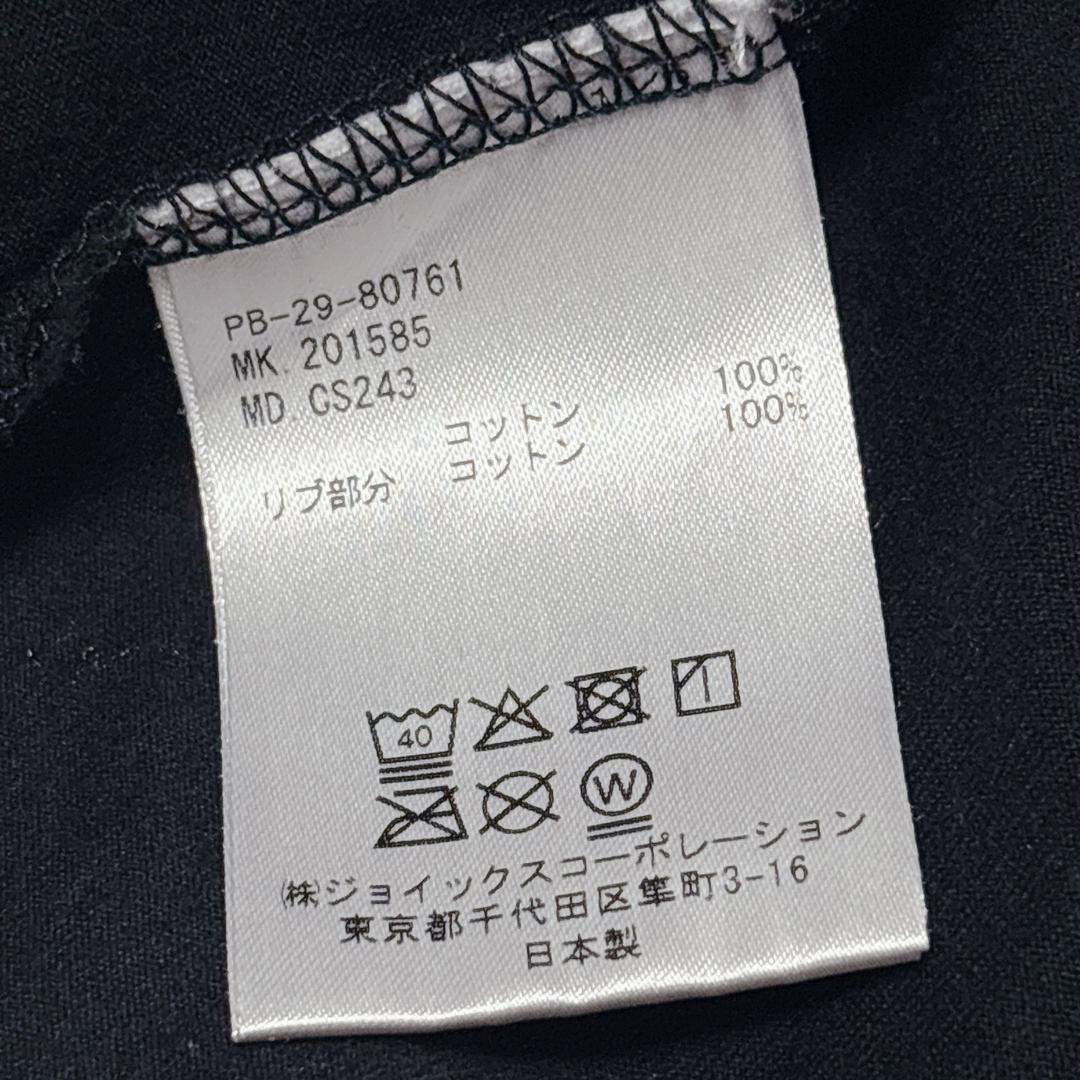 PB-29-80761
MK. 201585
MD. CS243
コットン 100%
リブ部分 コットン 100%
40
W
㈱ジョイックスコーポレーション
東京都千代田区隼町3-16
日本製